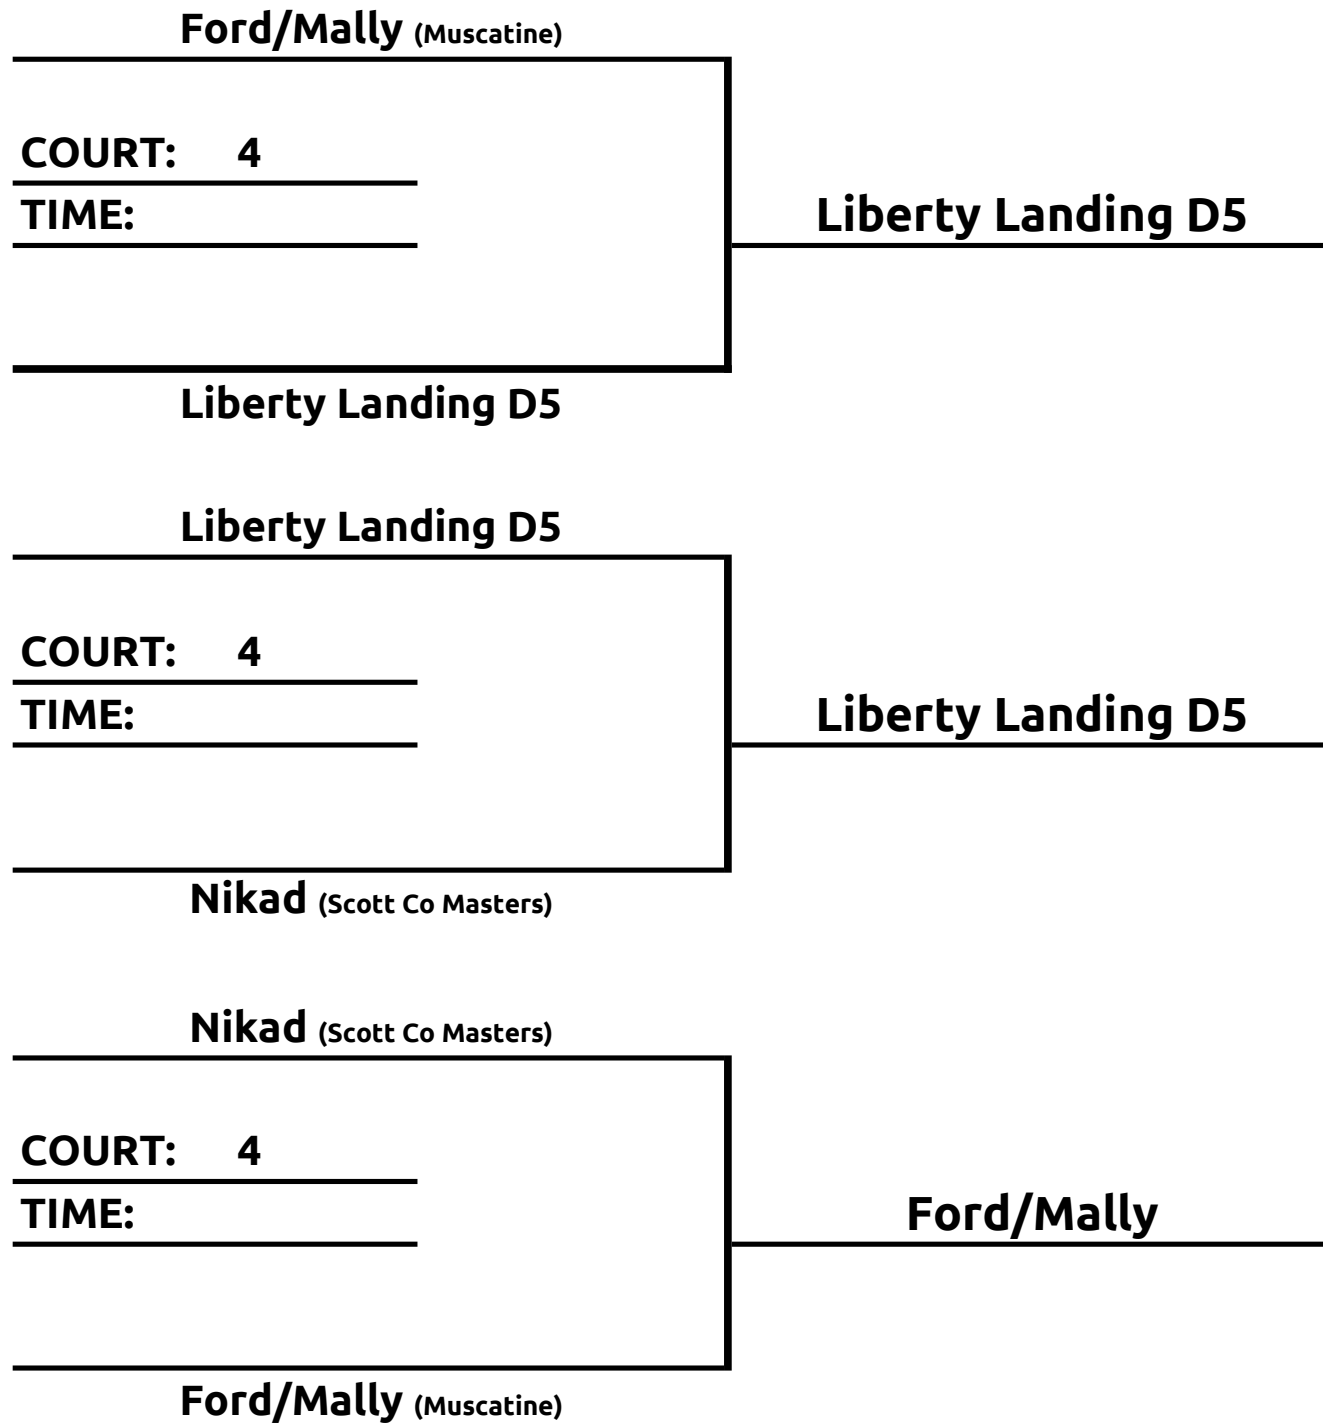 Ford/Mally (Muscatine)
COURT: 4
TIME:
Liberty Landing D5
Liberty Landing D5
Liberty Landing D5
COURT: 4
TIME:
Liberty Landing D5
Nikad (Scott Co Masters)
Nikad (Scott Co Masters)
COURT: 4
TIME:
Ford/Mally
Ford/Mally (Muscatine)